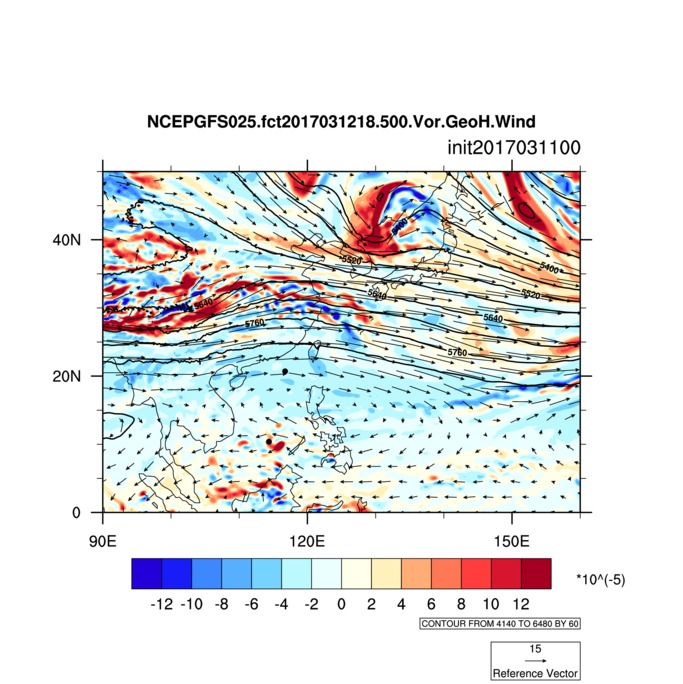 NCEPGFS025.fct2017031218.500.Vor.GeoH.Wind
init2017031100
40N
20N
0
90E 120E 150E
5520
5640
5640
5760
5400
5520
5640
5760
-12 -10 -8 -6 -4 -2 0 2 4 6 8 10 12
*10^(-5)
CONTOUR FROM 4140 TO 6480 BY 60
15
Reference Vector